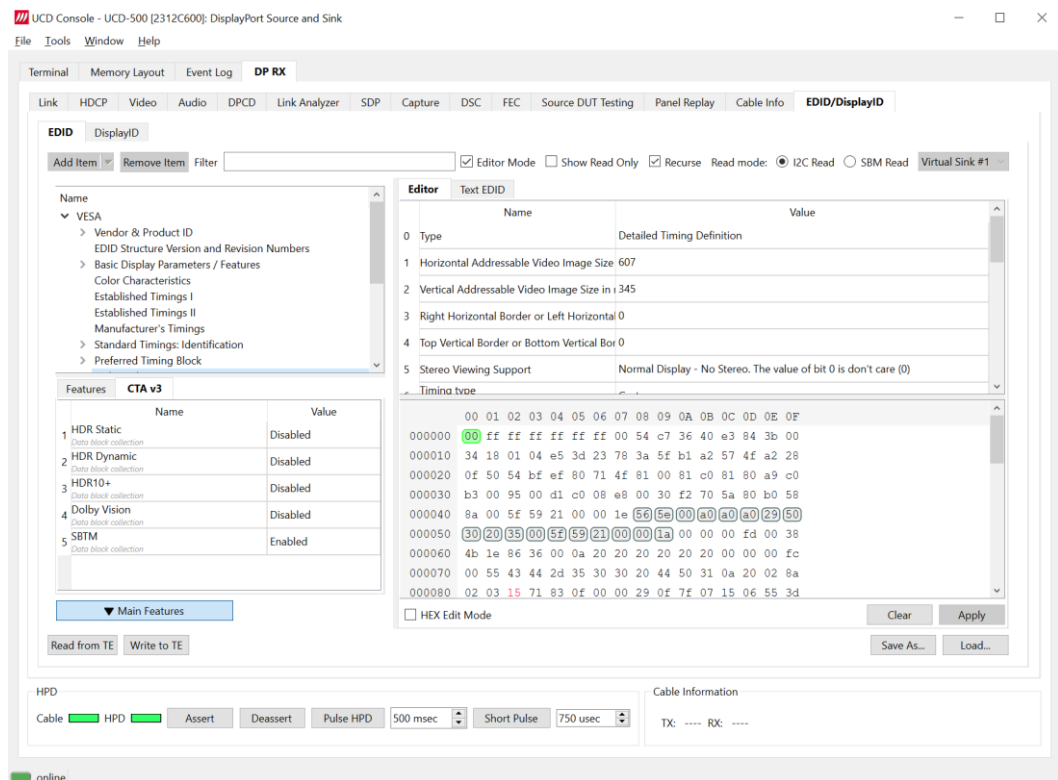 UCD Console - UCD-500 [2312C600]: DisplayPort Source and Sink
File Tools Window Help
Terminal Memory Layout Event Log DP RX
Link HDCP Video Audio DPCD Link Analyzer SDP Capture DSC FEC Source DUT Testing Panel Replay Cable Info EDID/DisplayID
EDID DisplayID
Add Item Remove Item Filter Editor Mode Show Read Only Recurse Read mode: I2C Read SBM Read Virtual Sink #1
Name
VESA
Vendor & Product ID
EDID Structure Version and Revision Numbers
Basic Display Parameters / Features
Color Characteristics
Established Timings I
Established Timings II
Manufacturer's Timings
Standard Timings: Identification
Preferred Timing Block
Features CTA v3
Name Value
1 HDR Static Disabled
Data block collection
2 HDR Dynamic Disabled
Data block collection
3 HDR10+ Disabled
Data block collection
4 Dolby Vision Disabled
Data block collection
5 SBTM Enabled
Data block collection
Main Features
Read from TE Write to TE
Editor Text EDID
Name Value
0 Type Detailed Timing Definition
1 Horizontal Addressable Video Image Size 607
2 Vertical Addressable Video Image Size in 345
3 Right Horizontal Border or Left Horizontal 0
4 Top Vertical Border or Bottom Vertical Bor 0
5 Stereo Viewing Support Normal Display - No Stereo. The value of bit 0 is don't care (0)
Timing type
00 01 02 03 04 05 06 07 08 09 0A 0B 0C 0D 0E 0F
000000 00 ff ff ff ff ff ff 00 54 c7 36 40 e3 84 3b 00
000010 34 18 01 04 e5 3d 23 78 3a 5f b1 a2 57 4f a2 28
000020 0f 50 54 bf ef 80 71 4f 81 00 81 c0 81 80 a9 c0
000030 b3 00 95 00 d1 c0 08 e8 00 30 f2 70 5a 80 b0 58
000040 8a 00 5f 59 21 00 00 1e 56 5e 00 a0 a0 a0 29 50
000050 30 20 35 00 5f 59 21 00 00 1a 00 00 00 fd 00 38
000060 4b 1e 86 36 00 0a 20 20 20 20 20 20 00 00 00 fc
000070 00 55 43 44 2d 35 30 30 20 44 50 31 0a 20 02 8a
000080 02 03 15 71 83 0f 00 00 29 0f 7f 07 15 06 55 3d
HEX Edit Mode Clear Apply
Save As... Load...
HPD
Cable HPD Assert Deassert Pulse HPD 500 msec Short Pulse 750 usec
Cable Information
TX: ---- RX: ----
online